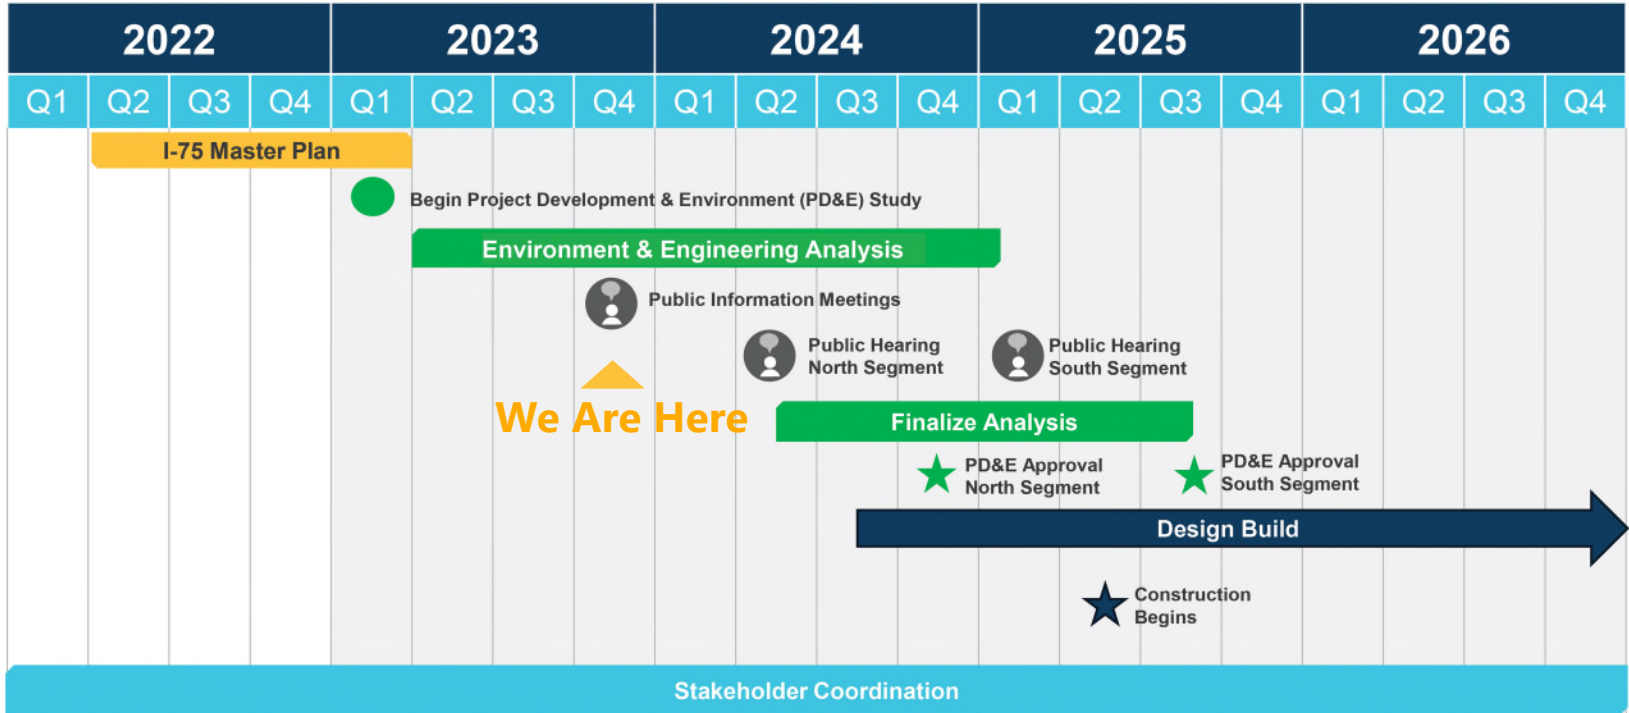 2022 2023 2024 2025 2026
Q1 Q2 Q3 Q4 Q1 Q2 Q3 Q4 Q1 Q2 Q3 Q4 Q1 Q2 Q3 Q4 Q1 Q2 Q3 Q4
I-75 Master Plan
Begin Project Development & Environment (PD&E) Study
Environment & Engineering Analysis
Public Information Meetings
Public Hearing
North Segment
Public Hearing
South Segment
We Are Here
Finalize Analysis
PD&E Approval
North Segment
PD&E Approval
South Segment
Design Build
Construction
Begins
Stakeholder Coordination